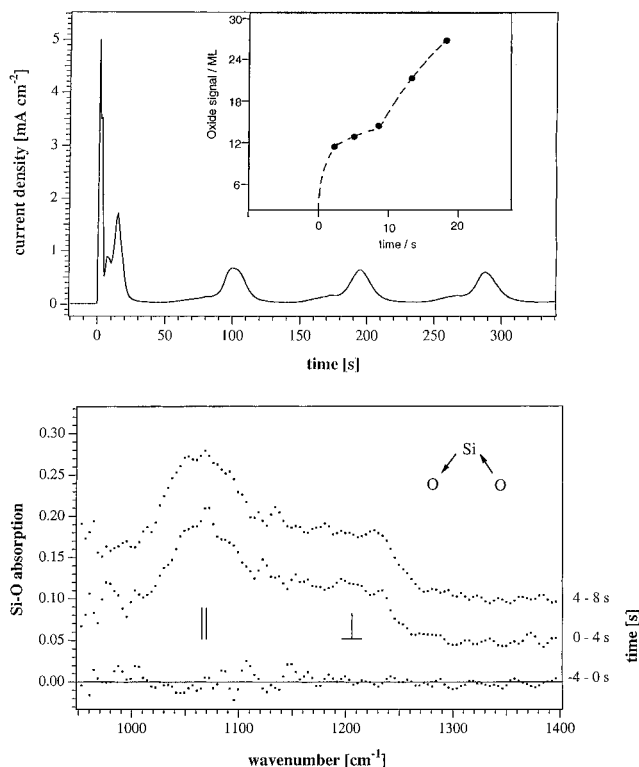 current density [mA cm-2]
5
4
3
2
1
0
Oxide signal / ML
30
24
18
12
6
0 10 20
time / s
0 50 100 150 200 250 300
time [s]
Si-O absorption
0.30
0.25
0.20
0.15
0.10
0.05
0.00
Si
O O
4 - 8 s
0 - 4 s
-4 - 0 s
time [s]
1000 1100 1200 1300 1400
wavenumber [cm-1]